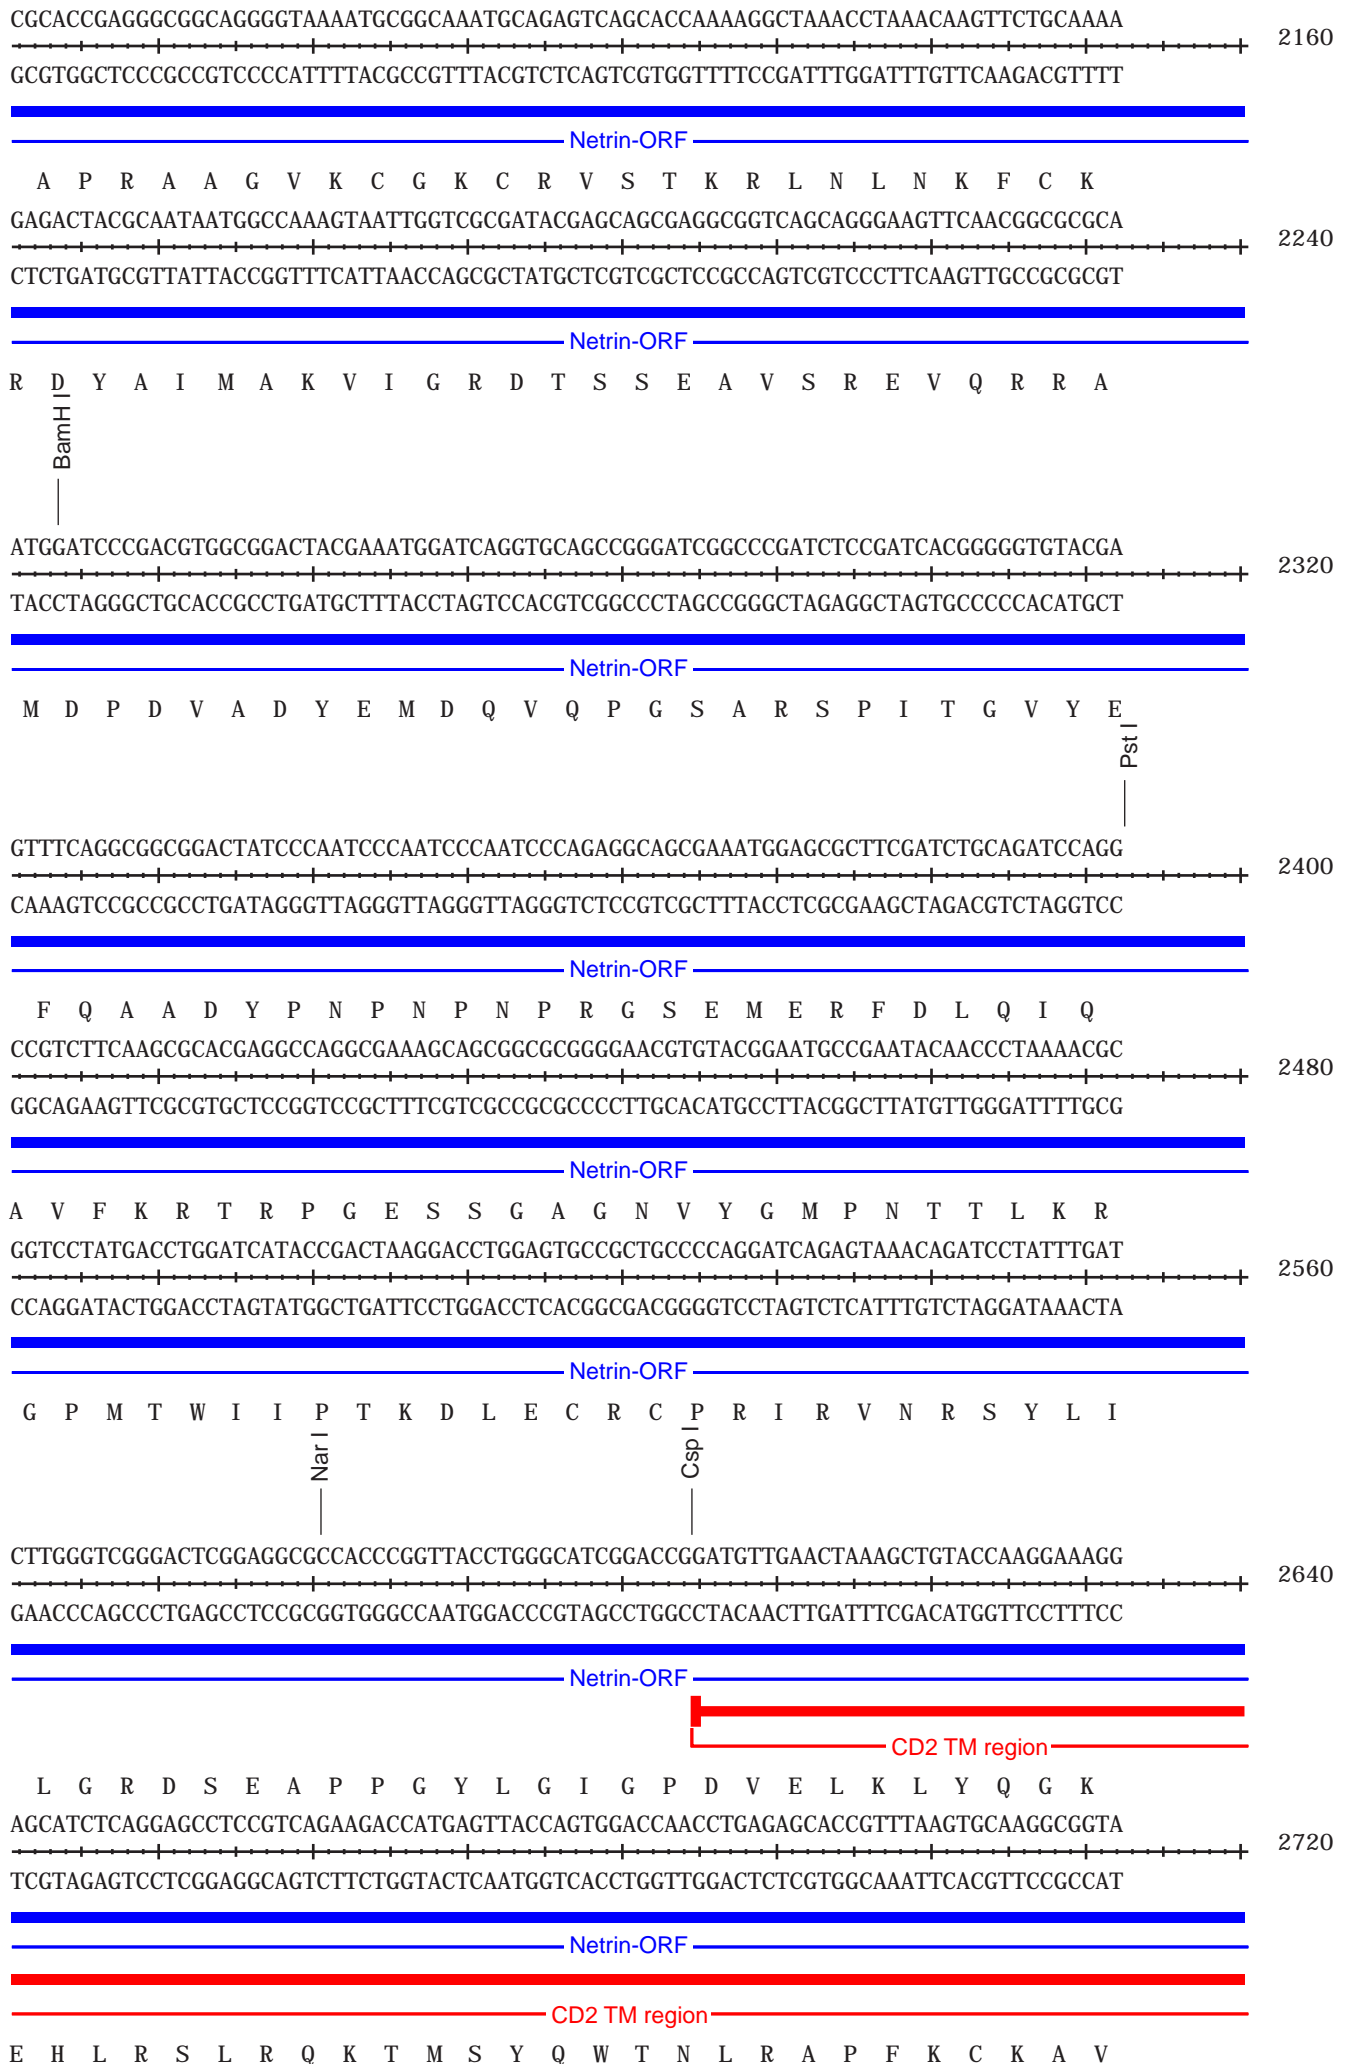 CGCACCGAGGGCGGCAGGGGTAAAATGCGGCAAATGCAGAGTCAGCACCAAAAGGCTAAACCTAAACAAGTTCTGCAAAA
2160
GCGTGGCTCCCGCCGTCCCCATTTTACGCCGTTTACGTCTCAGTCGTGGTTTTCCGATTTGGATTTGTTCAAGACGTTTT
Netrin-ORF
A P R A A G V K C G K C R V S T K R L N L N K F C K
GAGACTACGCAATAATGGCCAAAGTAATTGGTCGCGATACGAGCAGCGAGGCGGTCAGCAGGGAAGTTCAACGGCGCGCA
2240
CTCTGATGCGTTATTACCGGTTTCATTAACCAGCGCTATGCTCGTCGCTCCGCCAGTCGTCCCTTCAAGTTGCCGCGCGT
Netrin-ORF
R D Y A I M A K V I G R D T S S E A V S R E V Q R R A
BamH I
ATGGATCCCGACGTGGCGGACTACGAAATGGATCAGGTGCAGCCGGGATCGGCCCGATCTCCGATCACGGGGGTGTACGA
2320
TACCTAGGGCTGCACCGCCTGATGCTTTACCTAGTCCACGTCGGCCCTAGCCGGGCTAGAGGCTAGTGCCCCCACATGCT
Netrin-ORF
M D P D V A D Y E M D Q V Q P G S A R S P I T G V Y E
Pst I
GTTTCAGGCGGCGGACTATCCCAATCCCAATCCCAATCCCAGAGGCAGCGAAATGGAGCGCTTCGATCTGCAGATCCAGG
2400
CAAAGTCCGCCGCCTGATAGGGTTAGGGTTAGGGTTAGGGTCTCCGTCGCTTTACCTCGCGAAGCTAGACGTCTAGGTCC
Netrin-ORF
F Q A A D Y P N P N P N P R G S E M E R F D L Q I Q
CCGTCTTCAAGCGCACGAGGCCAGGCGAAAGCAGCGGCGCGGGGAACGTGTACGGAATGCCGAATACAACCCTAAAACGC
2480
GGCAGAAGTTCGCGTGCTCCGGTCCGCTTTCGTCGCCGCGCCCCTTGCACATGCCTTACGGCTTATGTTGGGATTTTGCG
Netrin-ORF
A V F K R T R P G E S S G A G N V Y G M P N T T L K R
GGTCCTATGACCTGGATCATACCGACTAAGGACCTGGAGTGCCGCTGCCCCAGGATCAGAGTAAACAGATCCTATTTGAT
2560
CCAGGATACTGGACCTAGTATGGCTGATTCCTGGACCTCACGGCGACGGGGTCCTAGTCTCATTTGTCTAGGATAAACTA
Netrin-ORF
G P M T W I I P T K D L E C R C P R I R V N R S Y L I
Nar I
Csp I
CTTGGGTCGGGACTCGGAGGCGCCACCCGGTTACCTGGGCATCGGACCGGATGTTGAACTAAAGCTGTACCAAGGAAAGG
2640
GAACCCAGCCCTGAGCCTCCGCGGTGGGCCAATGGACCCGTAGCCTGGCCTACAACTTGATTTCGACATGGTTCCTTTCC
Netrin-ORF
CD2 TM region
L G R D S E A P P G Y L G I G P D V E L K L Y Q G K
AGCATCTCAGGAGCCTCCGTCAGAAGACCATGAGTTACCAGTGGACCAACCTGAGAGCACCGTTTAAGTGCAAGGCGGTA
2720
TCGTAGAGTCCTCGGAGGCAGTCTTCTGGTACTCAATGGTCACCTGGTTGGACTCTCGTGGCAAATTCACGTTCCGCCAT
Netrin-ORF
CD2 TM region
E H L R S L R Q K T M S Y Q W T N L R A P F K C K A V